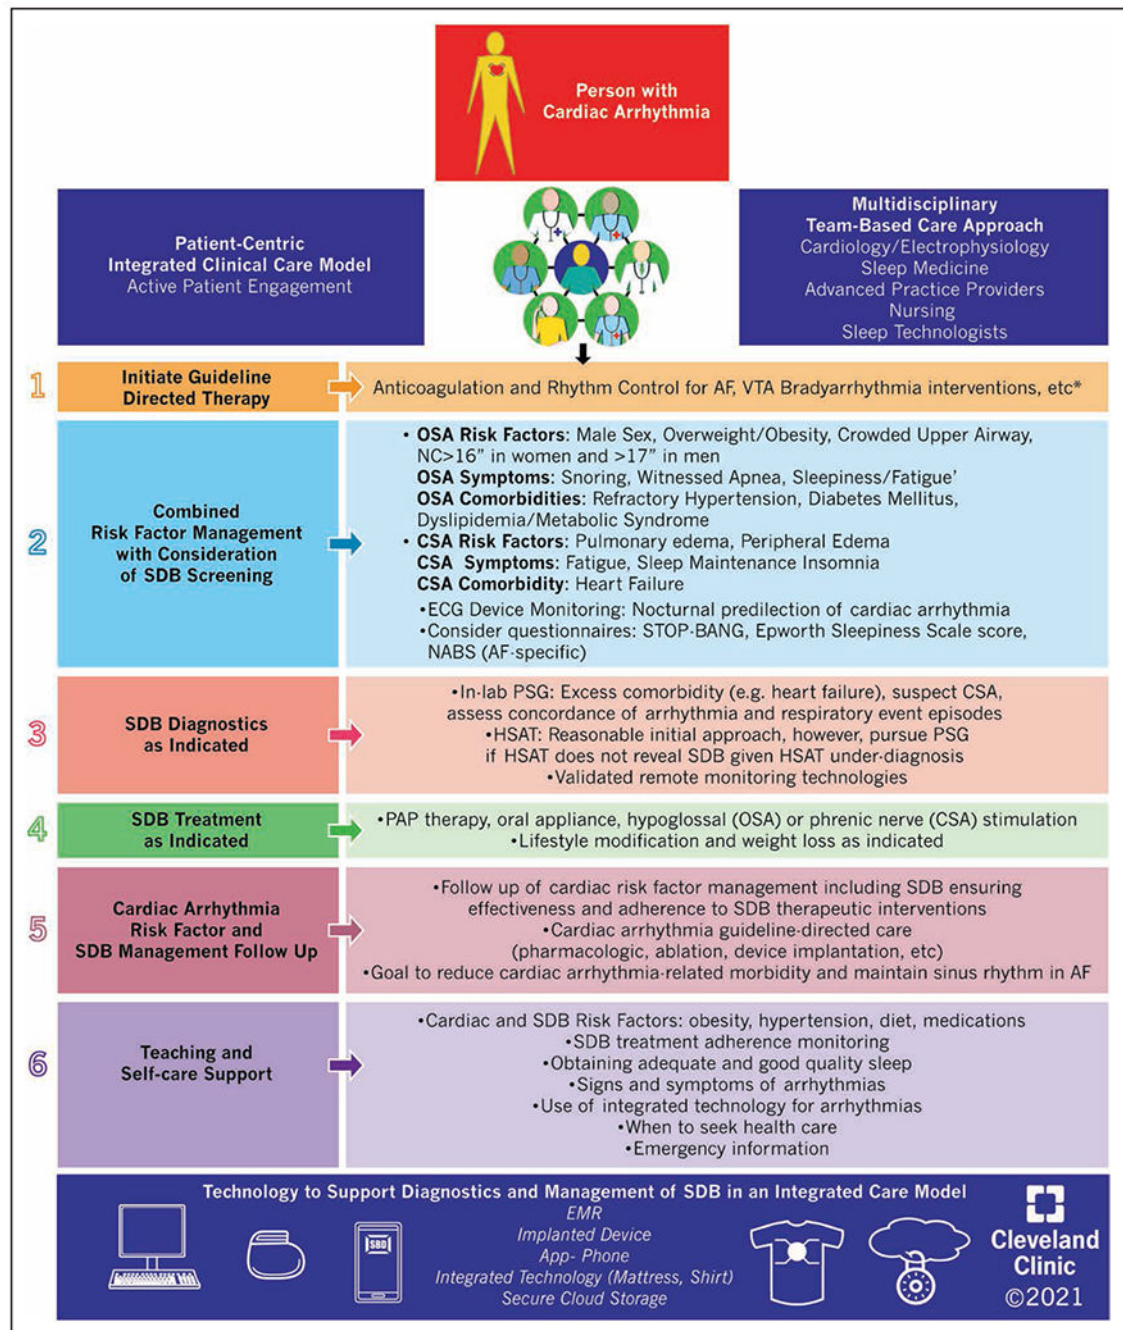 Person with
Cardiac Arrhythmia
Patient-Centric
Integrated Clinical Care Model
Active Patient Engagement
Multidisciplinary
Team-Based Care Approach
Cardiology/Electrophysiology
Sleep Medicine
Advanced Practice Providers
Nursing
Sleep Technologists
1
Initiate Guideline
Directed Therapy
Anticoagulation and Rhythm Control for AF, VTA Bradyarrhythmia interventions, etc*
2
Combined
Risk Factor Management
with Consideration
of SDB Screening
• OSA Risk Factors: Male Sex, Overweight/Obesity, Crowded Upper Airway,
NC>16” in women and >17” in men
OSA Symptoms: Snoring, Witnessed Apnea, Sleepiness/Fatigue’
OSA Comorbidities: Refractory Hypertension, Diabetes Mellitus,
Dyslipidemia/Metabolic Syndrome
• CSA Risk Factors: Pulmonary edema, Peripheral Edema
CSA Symptoms: Fatigue, Sleep Maintenance Insomnia
CSA Comorbidity: Heart Failure
•ECG Device Monitoring: Nocturnal predilection of cardiac arrhythmia
•Consider questionnaires: STOP-BANG, Epworth Sleepiness Scale score,
NABS (AF-specific)
3
SDB Diagnostics
as Indicated
•In-lab PSG: Excess comorbidity (e.g. heart failure), suspect CSA,
assess concordance of arrhythmia and respiratory event episodes
•HSAT: Reasonable initial approach, however, pursue PSG
if HSAT does not reveal SDB given HSAT under-diagnosis
•Validated remote monitoring technologies
4
SDB Treatment
as Indicated
•PAP therapy, oral appliance, hypoglossal (OSA) or phrenic nerve (CSA) stimulation
•Lifestyle modification and weight loss as indicated
5
Cardiac Arrhythmia
Risk Factor and
SDB Management Follow Up
•Follow up of cardiac risk factor management including SDB ensuring
effectiveness and adherence to SDB therapeutic interventions
•Cardiac arrhythmia guideline-directed care
(pharmacologic, ablation, device implantation, etc)
•Goal to reduce cardiac arrhythmia-related morbidity and maintain sinus rhythm in AF
6
Teaching and
Self-care Support
•Cardiac and SDB Risk Factors: obesity, hypertension, diet, medications
•SDB treatment adherence monitoring
•Obtaining adequate and good quality sleep
•Signs and symptoms of arrhythmias
•Use of integrated technology for arrhythmias
•When to seek health care
•Emergency information
Technology to Support Diagnostics and Management of SDB in an Integrated Care Model
EMR
Implanted Device
App- Phone
Integrated Technology (Mattress, Shirt)
Secure Cloud Storage
SBD
Cleveland
Clinic
©2021